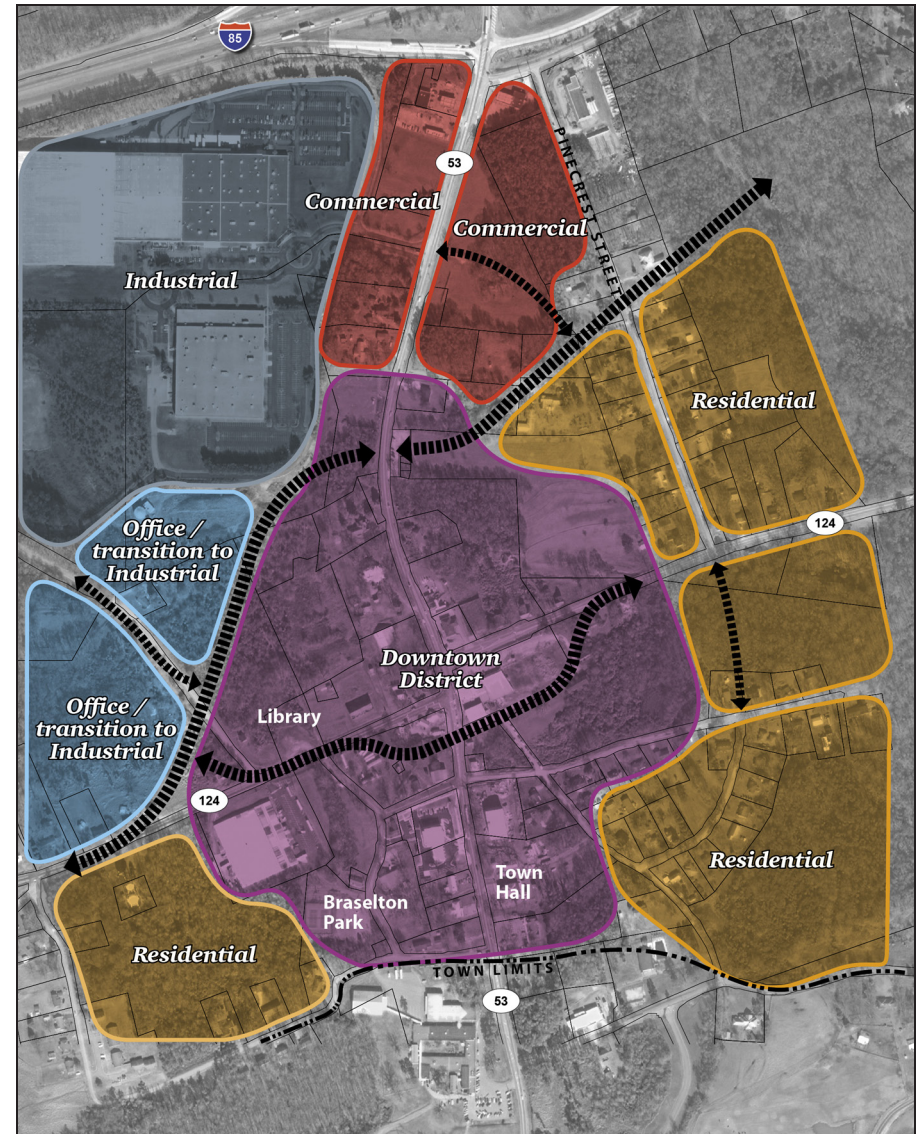 85
PINECREST STREET
53
Commercial
Commercial
Industrial
Residential
Office /
transition to
Industrial
124
Downtown
District
Office /
transition to
Industrial
Library
124
Residential
Town
Hall
Braselton
Park
Residential
TOWN LIMITS
53